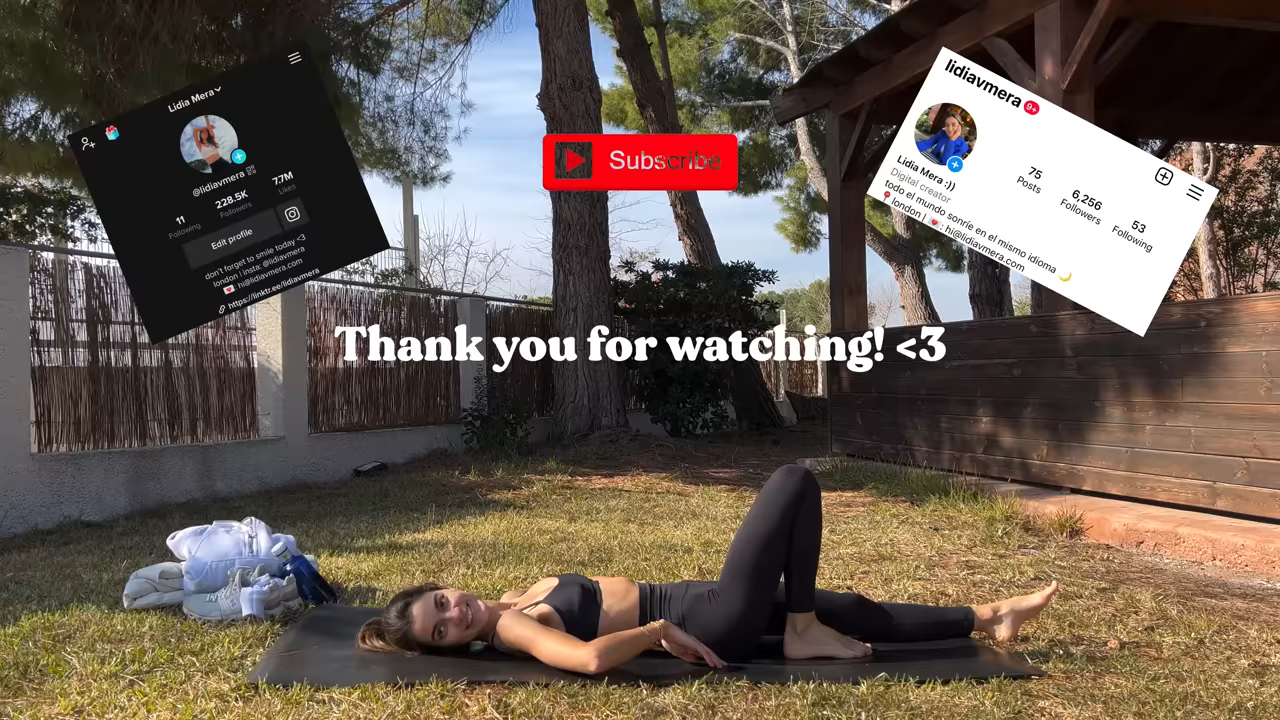 Lidia Mera
@lidiavmera
11
Following
228.5K
Followers
7.7M
Likes
Edit profile
don't forget to smile today <3
london | insta: @lidiavmera
💌 hi@lidiavmera.com
https://linktr.ee/lidiavmera
Subscribe
lidiavmera 9+
75
Posts
6,256
Followers
53
Following
Lidia Mera :))
Digital creator
todo el mundo sonríe en el mismo idioma 🌙
📍london | 💌: hi@lidiavmera.com
Thank you for watching! <3